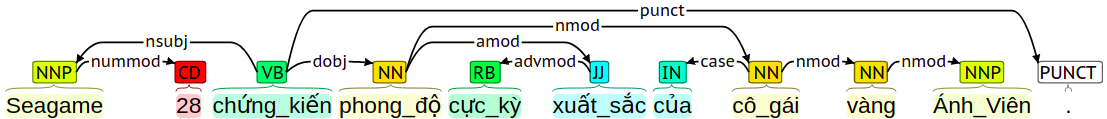 punct
nmod
nsubj amod
nummod dobj advmod case nmod nmod
NNP CD VB NN RB JJ IN NN NN NNP PUNCT
Seagame 28 chứng_kiến phong_độ cực_kỳ xuất_sắc của cô_gái vàng Ánh_Viên .